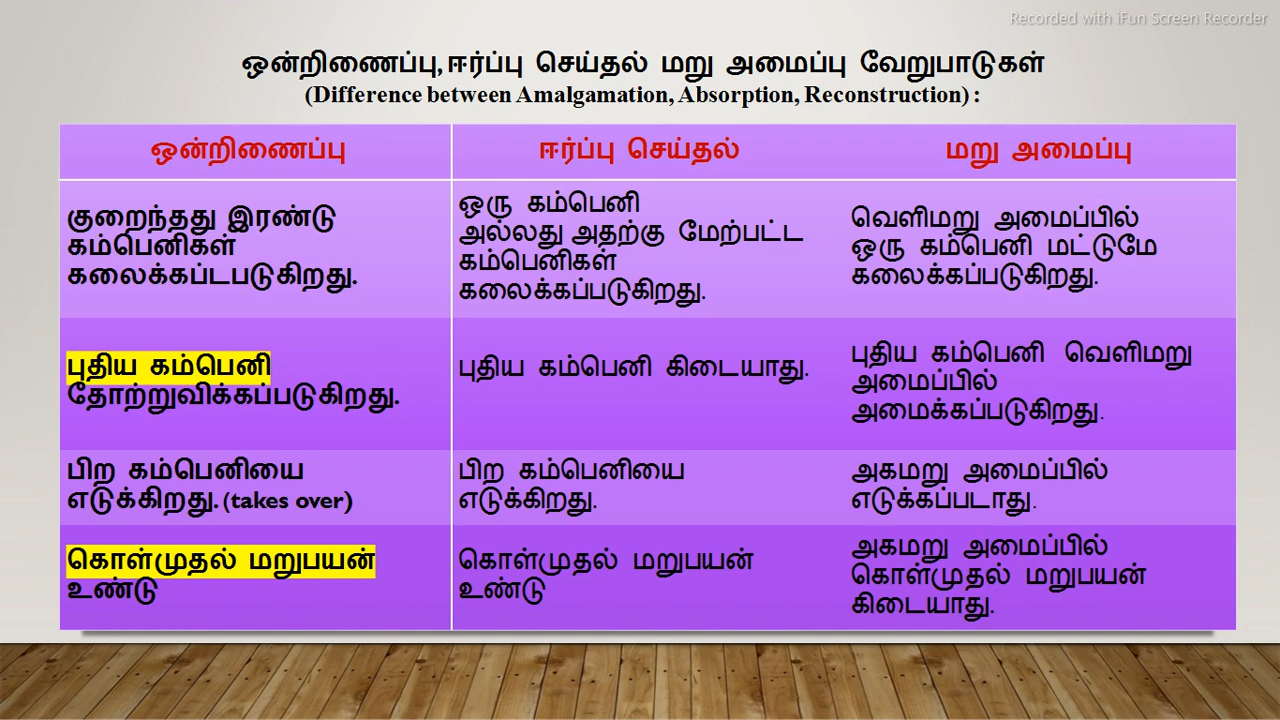 Recorded with iFun Screen Recorder
ஒன்றிணைப்பு,ஈர்ப்பு செய்தல் மறு அமைப்பு வேறுபாடுகள்
(Difference between Amalgamation, Absorption, Reconstruction) :
ஒன்றிணைப்பு
ஈர்ப்பு செய்தல்
மறு அமைப்பு
குறைந்தது இரண்டு
கம்பெனிகள்
கலைக்கப்டபடுகிறது.
ஒரு கம்பெனி
அல்லது அதற்கு மேற்பட்ட
கம்பெனிகள்
கலைக்கப்படுகிறது.
வெளிமறு அமைப்பில்
ஒரு கம்பெனி மட்டுமே
கலைக்கப்படுகிறது.
புதிய கம்பெனி
தோற்றுவிக்கப்படுகிறது.
புதிய கம்பெனி கிடையாது.
புதிய கம்பெனி வெளிமறு
அமைப்பில்
அமைக்கப்படுகிறது.
பிற கம்பெனியை
எடுக்கிறது. (takes over)
பிற கம்பெனியை
எடுக்கிறது.
அகமறு அமைப்பில்
எடுக்கப்படாது.
கொள்முதல் மறுபயன்
உண்டு
கொள்முதல் மறுபயன்
உண்டு
அகமறு அமைப்பில்
கொள்முதல் மறுபயன்
கிடையாது.